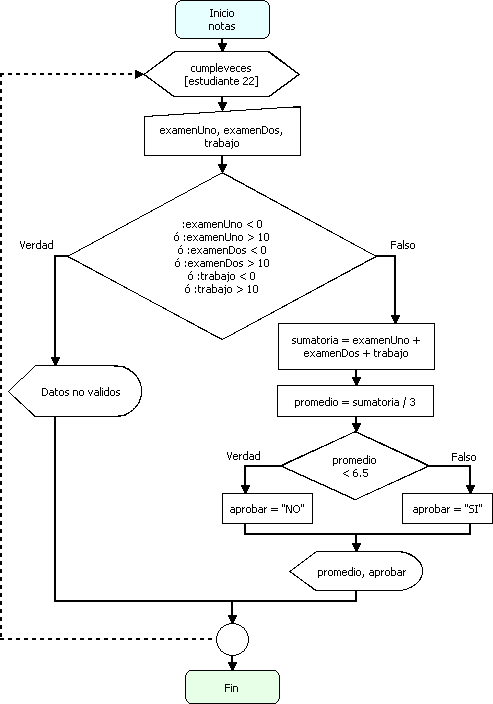 Inicio
notas
cumpleveces
[estudiante 22]
examenUno, examenDos,
trabajo
:examenUno < 0
ó :examenUno > 10
ó :examenDos < 0
ó :examenDos > 10
ó :trabajo < 0
ó :trabajo > 10
Verdad
Falso
Datos no validos
sumatoria = examenUno +
examenDos + trabajo
promedio = sumatoria / 3
promedio
< 6.5
Verdad
Falso
aprobar = "NO"
aprobar = "SI"
promedio, aprobar
Fin